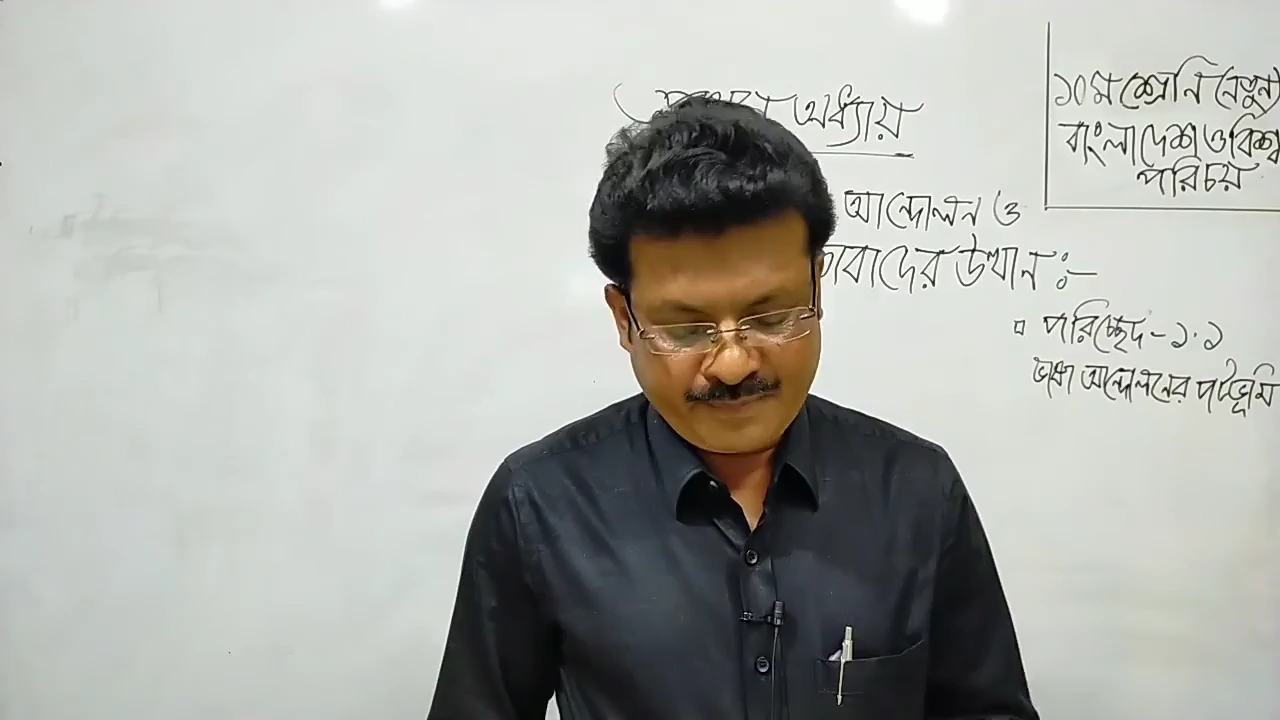 অধ্যায়
আন্দোলন ও
বাদের উত্থান :-
১০ম শ্রেনি (নতুন)
বাংলাদেশ ও বিশ্ব
পরিচয়
▫ পরিচ্ছেদ - ১.১
ভাষা আন্দোলনের পটভূমি